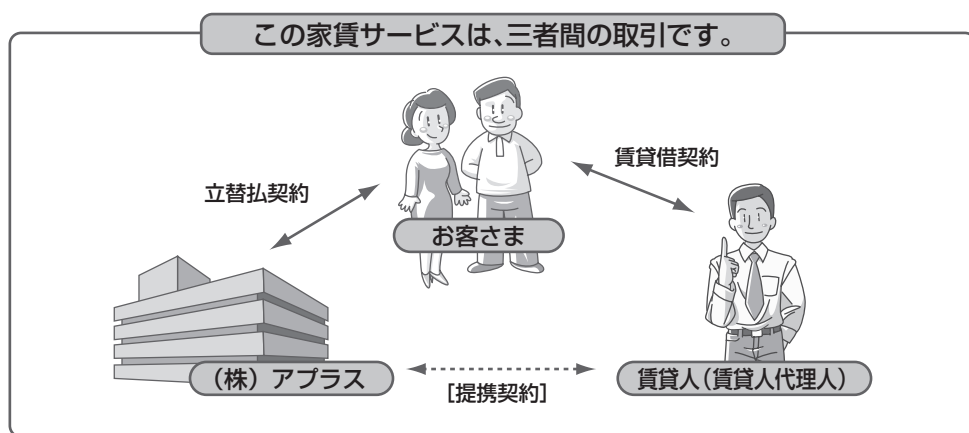 この家賃サービスは、三者間の取引です。
賃貸借契約
立替払契約
お客さま
（株）アプラス
[提携契約]
賃貸人（賃貸人代理人）